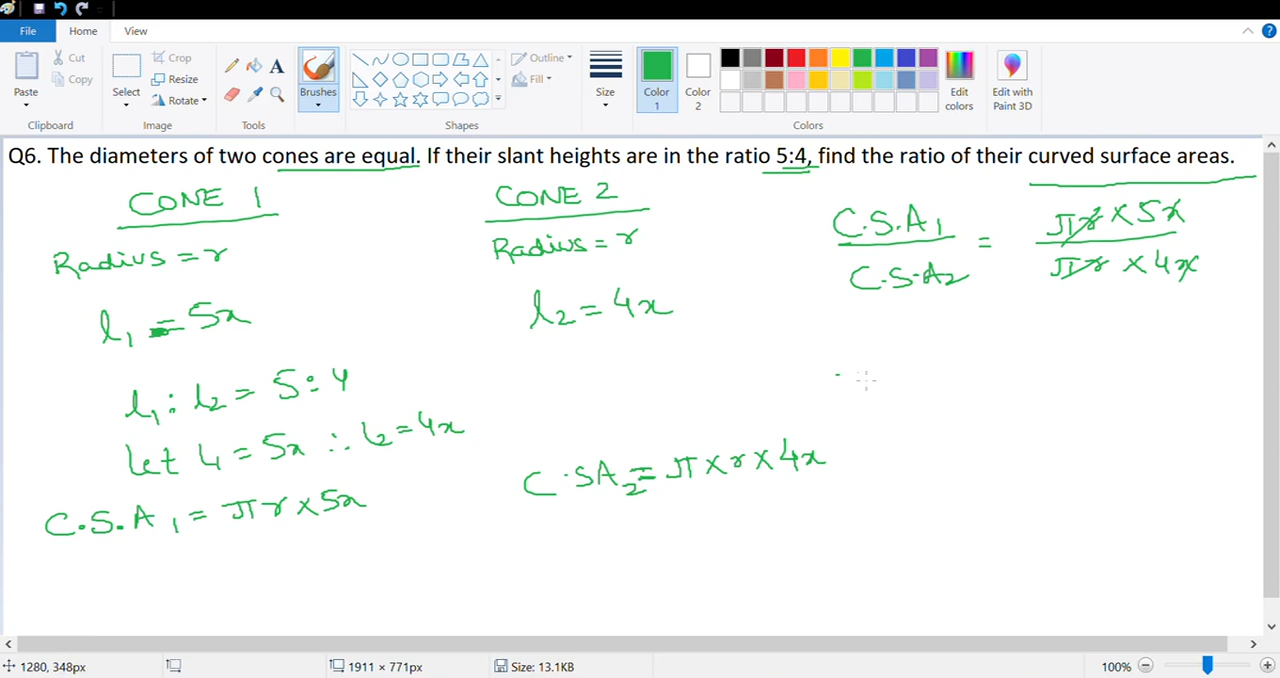 File Home View
Cut
Copy
Paste
Clipboard
Crop
Resize
Rotate
Select
Image
A
Tools
Brushes
Outline
Fill
Shapes
Size
Color 1
Color 2
Edit colors
Edit with Paint 3D
Colors
Q6. The diameters of two cones are equal. If their slant heights are in the ratio 5:4, find the ratio of their curved surface areas.
CONE 1
Radius = r
l₁ = 5x
l₁ : l₂ = 5 : 4
let l₁ = 5x ∴ l₂ = 4x
C.S.A₁ = πr × 5x
CONE 2
Radius = r
l₂ = 4x
C.SA₂ = π × r × 4x
C.S.A₁ / C.S.A₂ = πr × 5x / πr × 4x
1280, 348px
1911 × 771px
Size: 13.1KB
100%